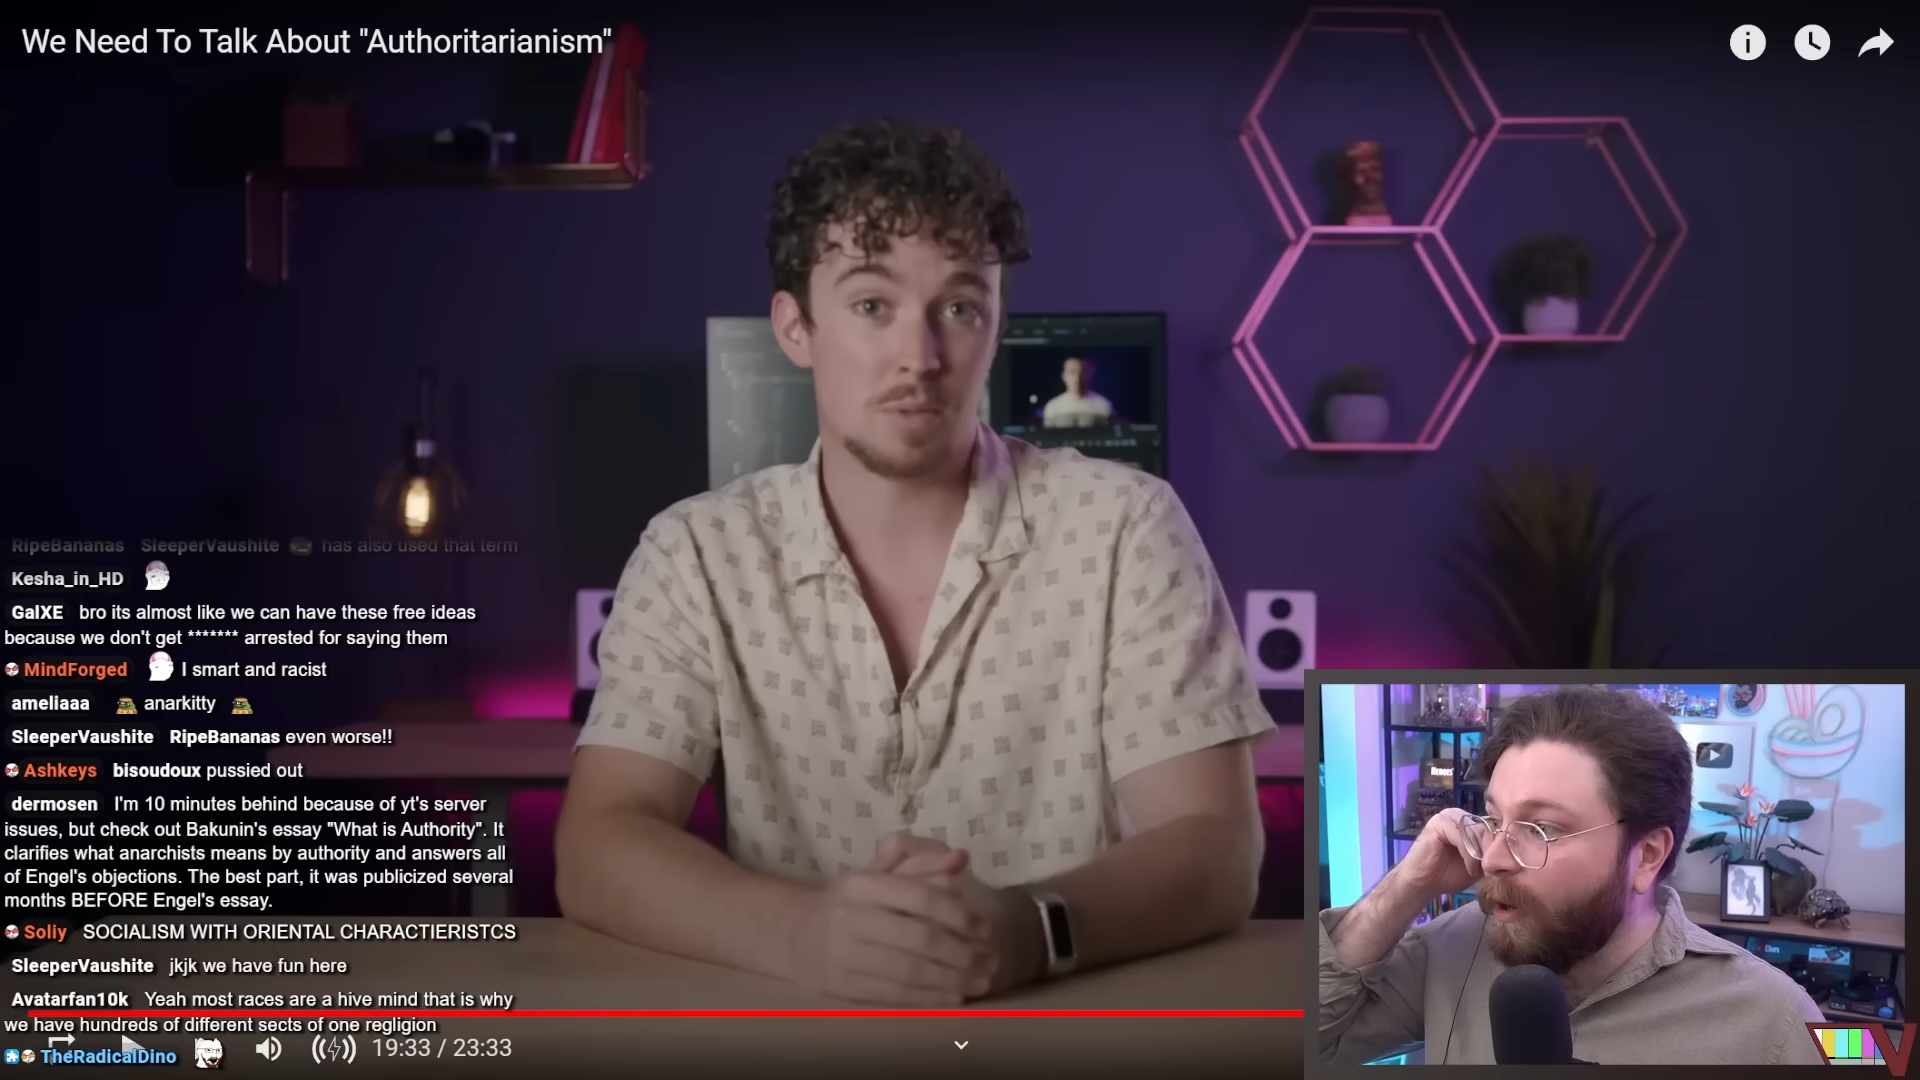 We Need To Talk About "Authoritarianism"
RipeBananas SleeperVaushite has also used that term
Kesha_in_HD
GalXE bro its almost like we can have these free ideas
because we don't get ******* arrested for saying them
MindForged I smart and racist
ameliaaa anarkitty
SleeperVaushite RipeBananas even worse!!
Ashkeys bisoudoux pussied out
dermosen I'm 10 minutes behind because of yt's server
issues, but check out Bakunin's essay "What is Authority". It
clarifies what anarchists means by authority and answers all
of Engel's objections. The best part, it was publicized several
months BEFORE Engel's essay.
Soliy SOCIALISM WITH ORIENTAL CHARACTIERISTCS
SleeperVaushite jkjk we have fun here
Avatarfan10k Yeah most races are a hive mind that is why
we have hundreds of different sects of one regligion
TheRadicalDino
19:33 / 23:33